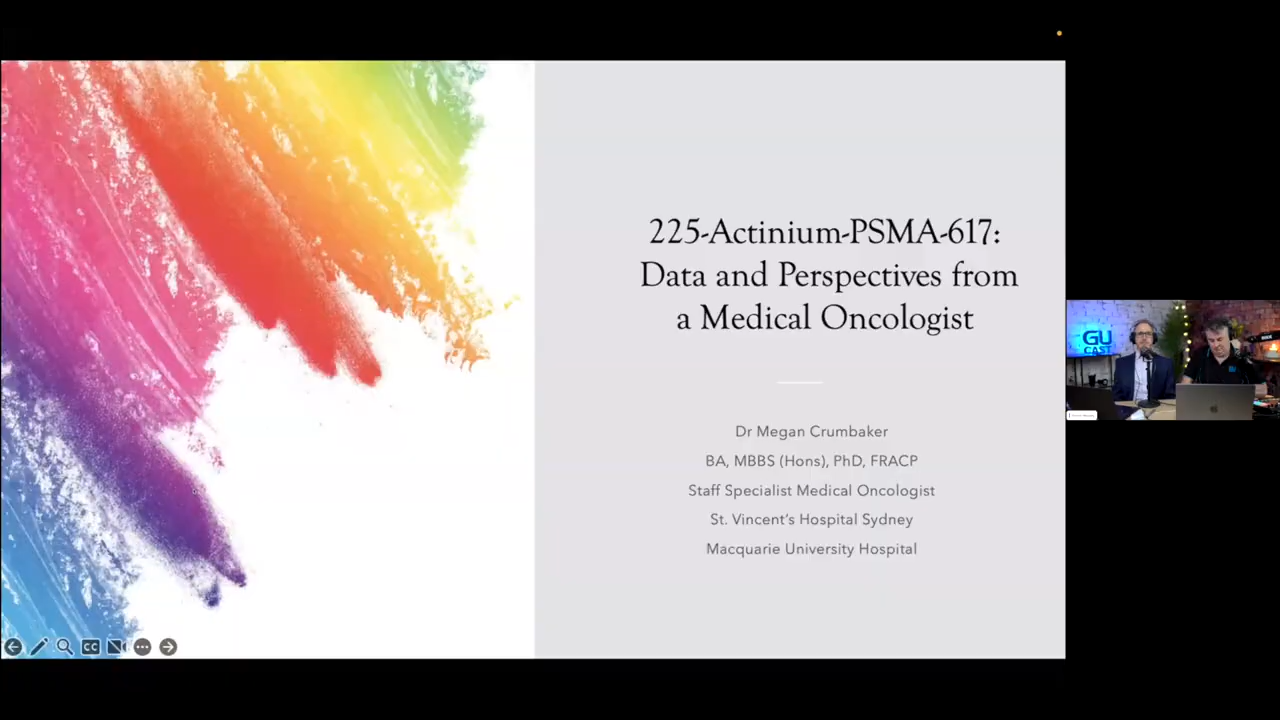 225-Actinium-PSMA-617:
Data and Perspectives from
a Medical Oncologist
Dr Megan Crumbaker
BA, MBBS (Hons), PhD, FRACP
Staff Specialist Medical Oncologist
St. Vincent's Hospital Sydney
Macquarie University Hospital
CC
GU
CAST